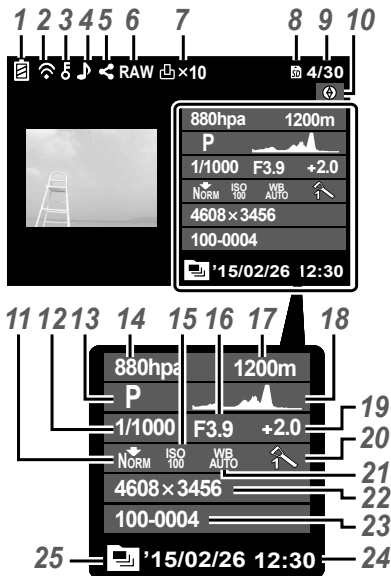 1 2 3 4 5 6 7 8 9 10
RAW ×10 4/30
880hpa 1200m
P
1/1000 F3.9 +2.0
NORM ISO 100 WB AUTO
4608×3456
100-0004
'15/02/26 12:30
11 12 13 14 15 16 17 18
880hpa 1200m
P
1/1000 F3.9 +2.0 19
NORM ISO 100 WB AUTO 20
21
4608×3456 22
100-0004 23
25 '15/02/26 12:30 24